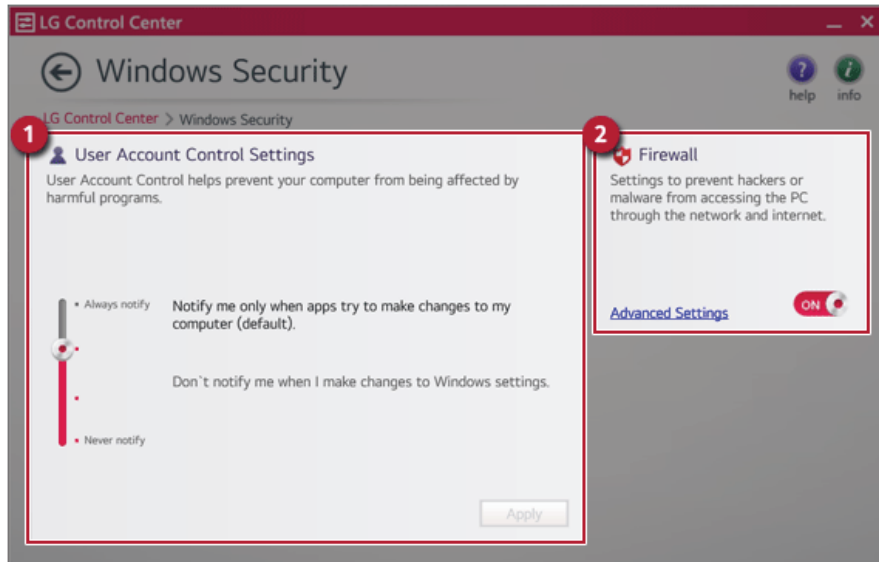 LG Control Center
Windows Security
help
info
LG Control Center > Windows Security
1
User Account Control Settings
User Account Control helps prevent your computer from being affected by
harmful programs.
• Always notify
Notify me only when apps try to make changes to my
computer (default).
Don`t notify me when I make changes to Windows settings.
• Never notify
Apply
2
Firewall
Settings to prevent hackers or
malware from accessing the PC
through the network and internet.
Advanced Settings
ON